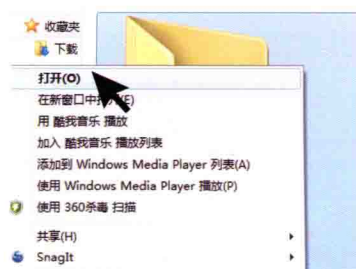 收藏夹
下载
打开(O)
在新窗口中打开(E)
用 酷我音乐 播放
加入 酷我音乐 播放列表
添加到 Windows Media Player 列表(A)
使用 Windows Media Player 播放(P)
使用 360杀毒 扫描
共享(H)
SnagIt